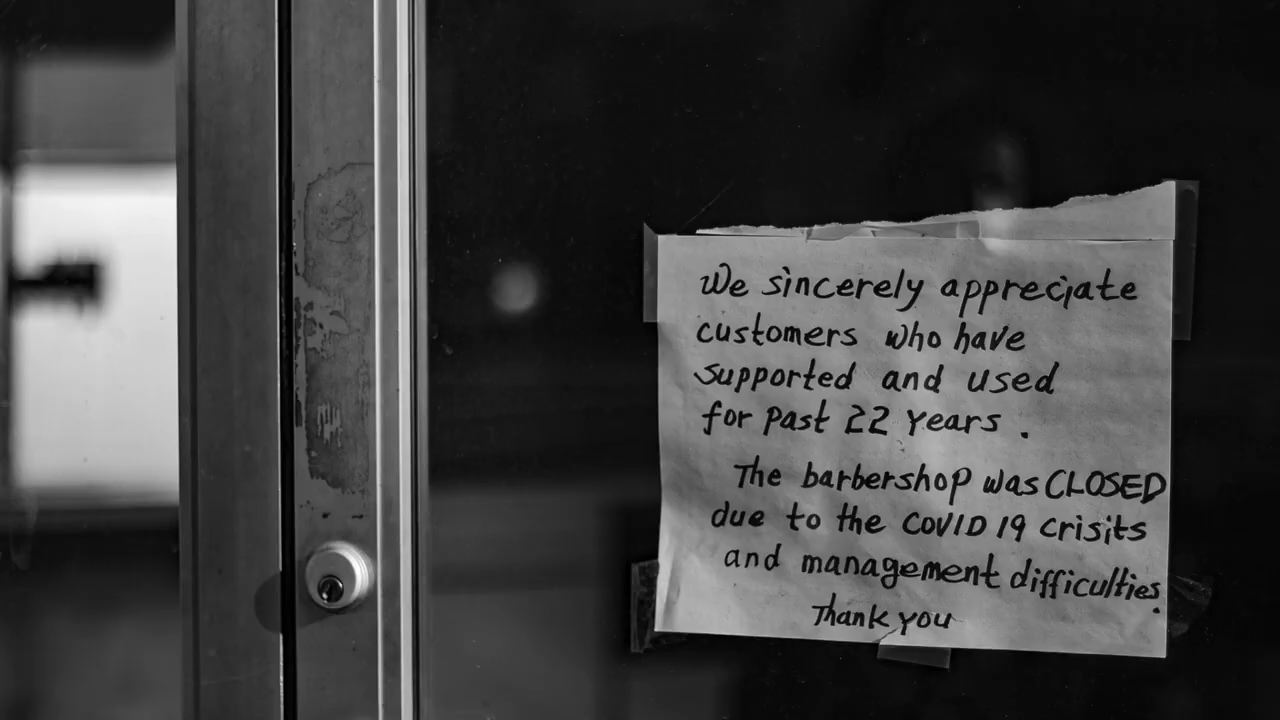 We sincerely appreciate
customers who have
supported and used
for past 22 years .
The barbershop was CLOSED
due to the COVID 19 crisits
and management difficulties.
Thank you